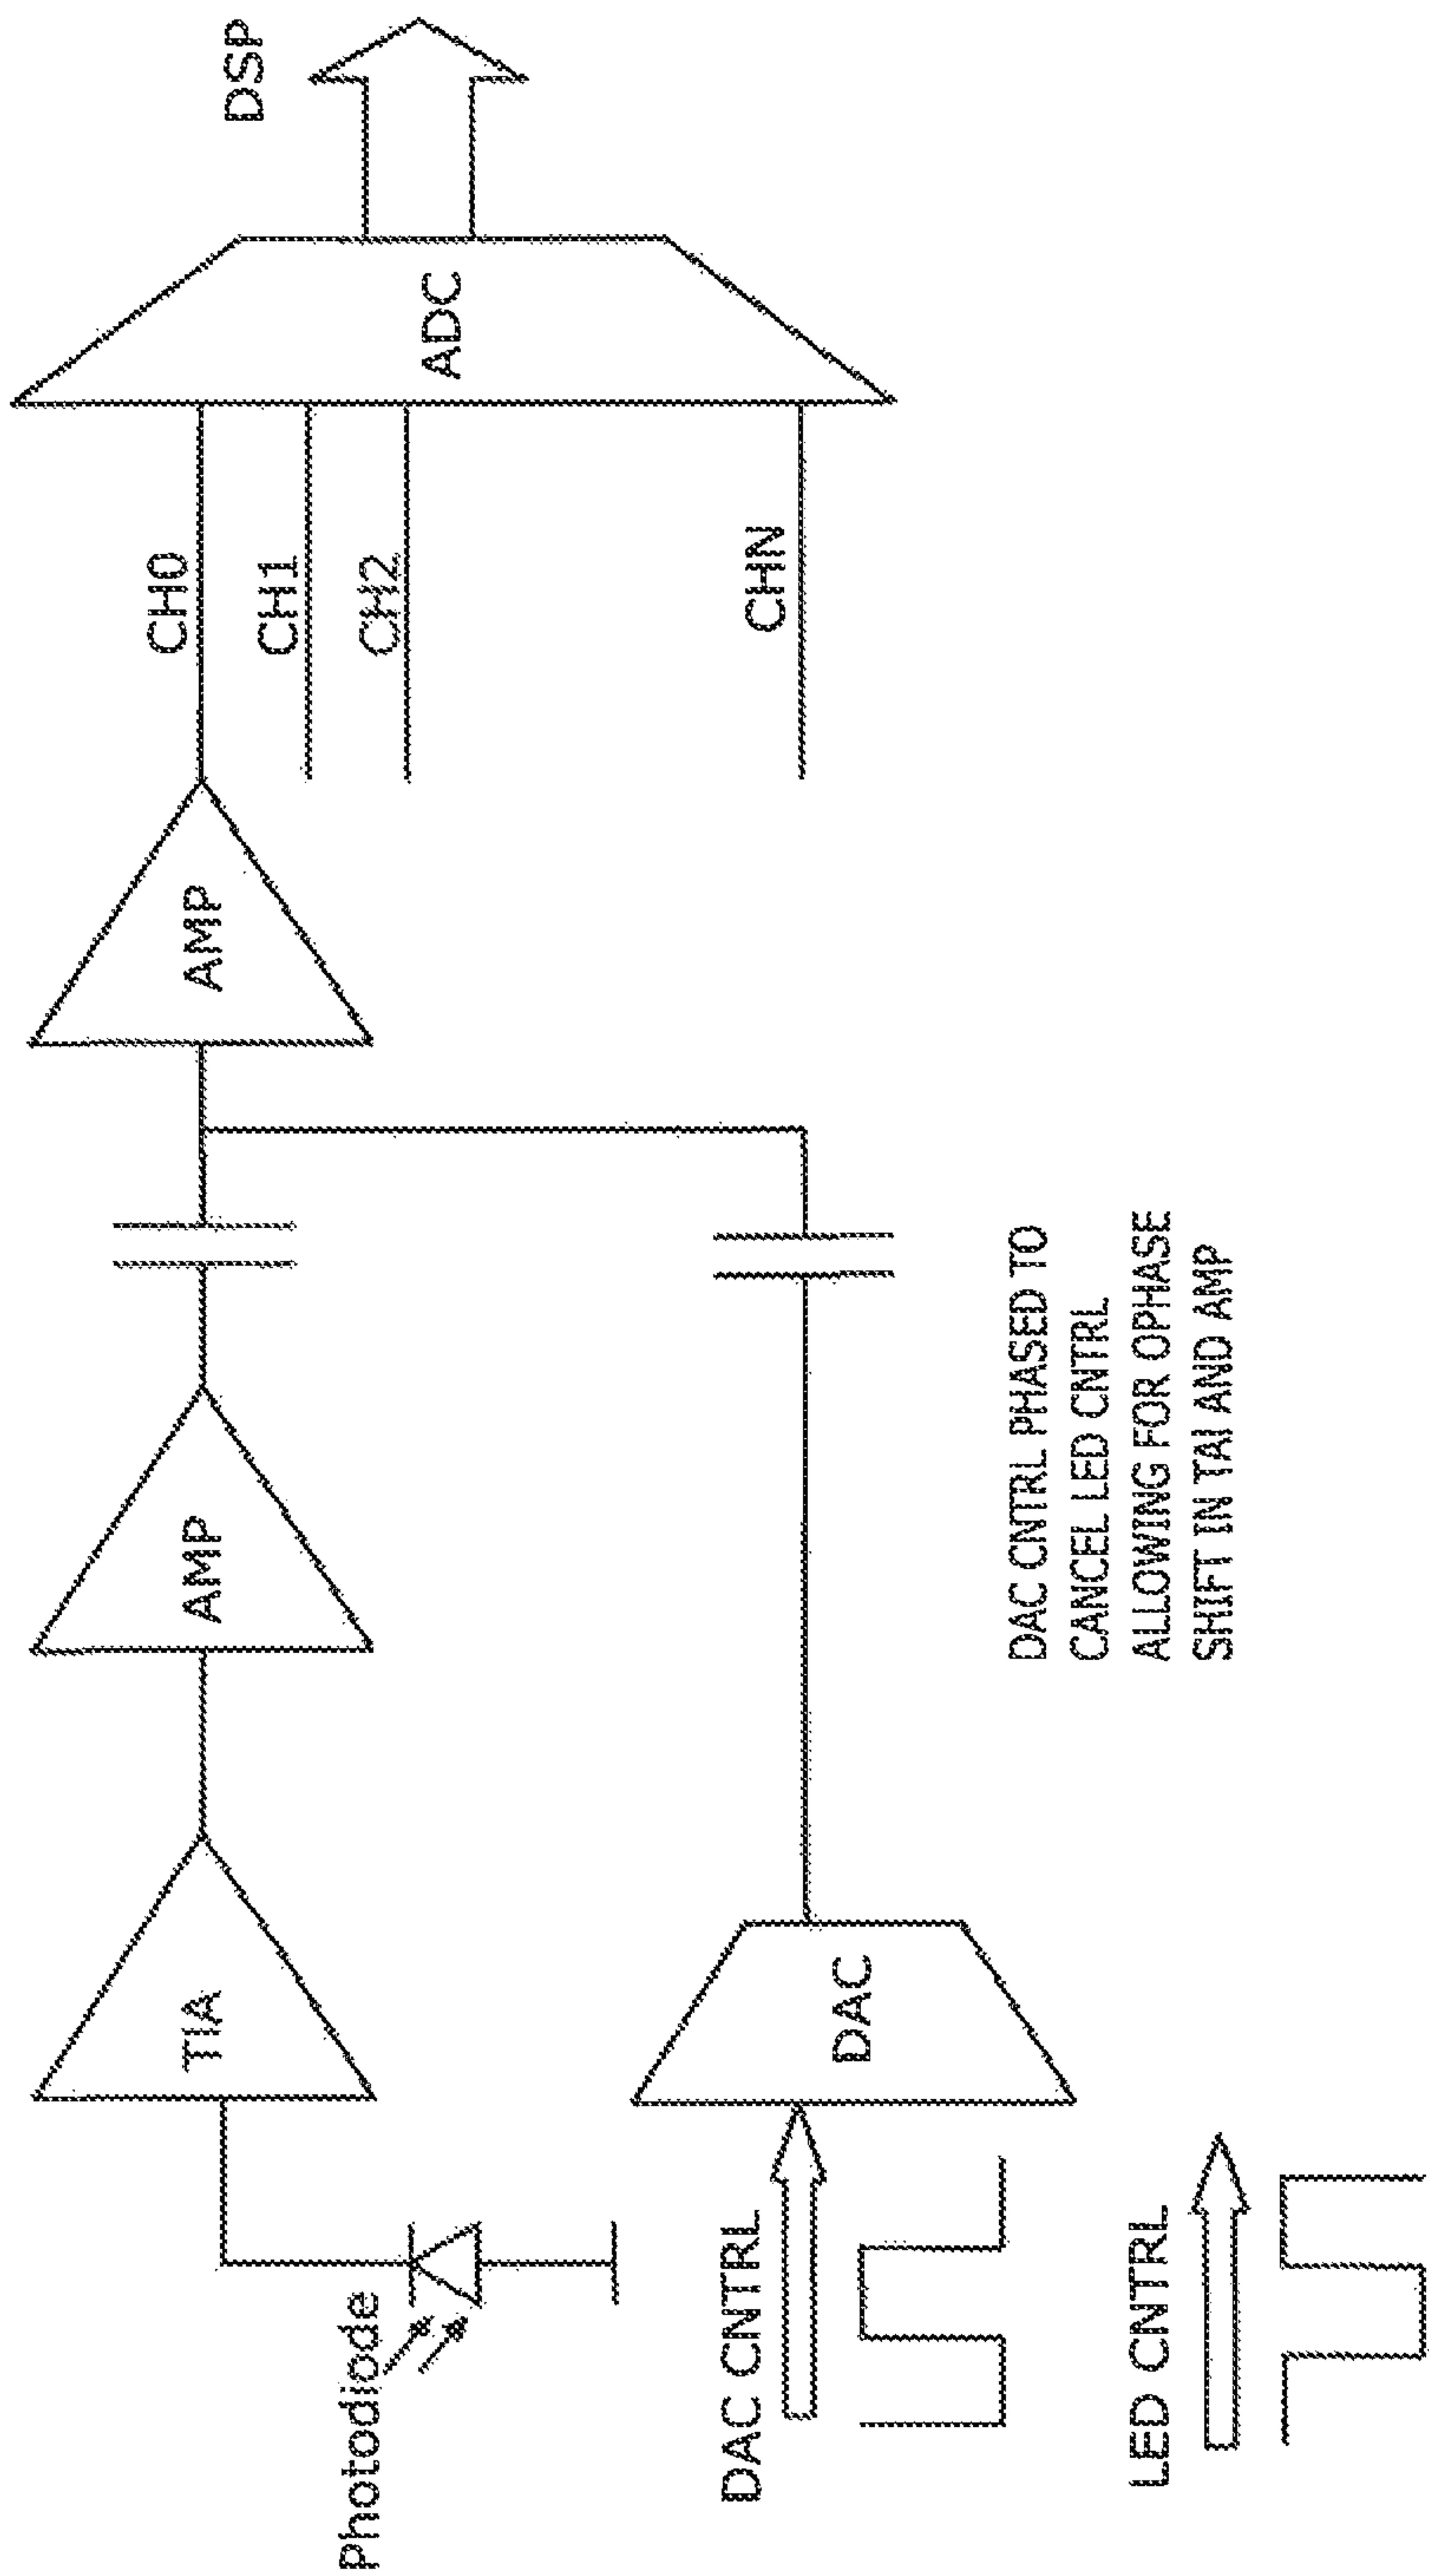 Photodiode
TIA
AMP
AMP
CH0
CH1
CH2
CHN
ADC
DSP
DAC CNTRL
DAC
LED CNTRL
DAC CNTRL PHASED TO
CANCEL LED CNTRL
ALLOWING FOR OPHASE
SHIFT IN TAI AND AMP